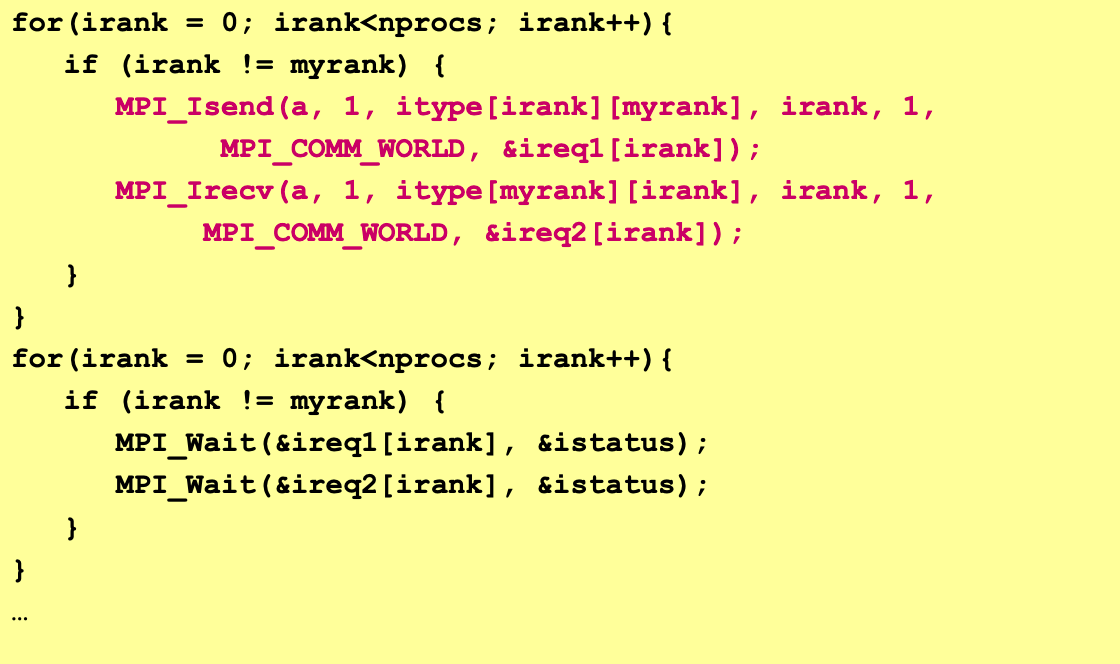 for(irank = 0; irank<nprocs; irank++){
   if (irank != myrank) {
      MPI_Isend(a, 1, itype[irank][myrank], irank, 1,
            MPI_COMM_WORLD, &ireq1[irank]);
      MPI_Irecv(a, 1, itype[myrank][irank], irank, 1,
           MPI_COMM_WORLD, &ireq2[irank]);
   }
}
for(irank = 0; irank<nprocs; irank++){
   if (irank != myrank) {
      MPI_Wait(&ireq1[irank], &istatus);
      MPI_Wait(&ireq2[irank], &istatus);
   }
}
…